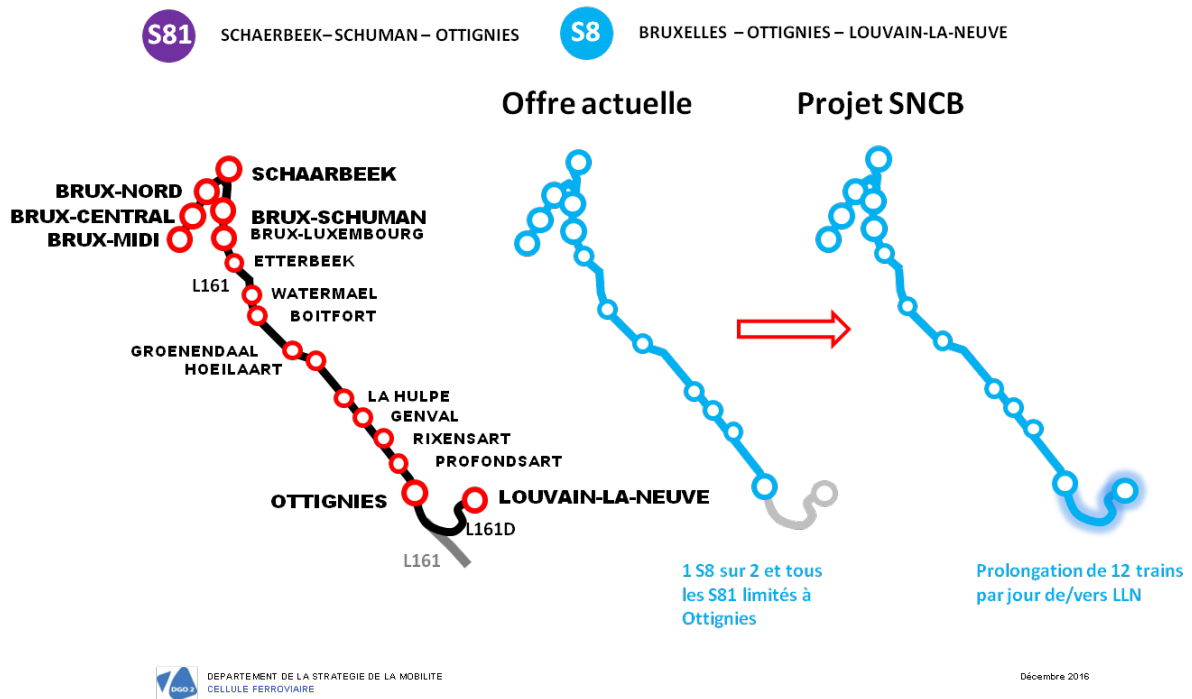 S81
SCHAERBEEK– SCHUMAN – OTTIGNIES
S8
BRUXELLES – OTTIGNIES – LOUVAIN-LA-NEUVE
Offre actuelle
Projet SNCB
SCHAARBEEK
BRUX-NORD
BRUX-CENTRAL
BRUX-MIDI
BRUX-SCHUMAN
BRUX-LUXEMBOURG
ETTERBEEK
L161
WATERMAEL
BOITFORT
GROENENDAAL
HOEILAART
LA HULPE
GENVAL
RIXENSART
PROFONDSART
OTTIGNIES
LOUVAIN-LA-NEUVE
L161D
L161
1 S8 sur 2 et tous
les S81 limités à
Ottignies
Prolongation de 12 trains
par jour de/vers LLN
DGO 2
DEPARTEMENT DE LA STRATEGIE DE LA MOBILITE
CELLULE FERROVIAIRE
Décembre 2016